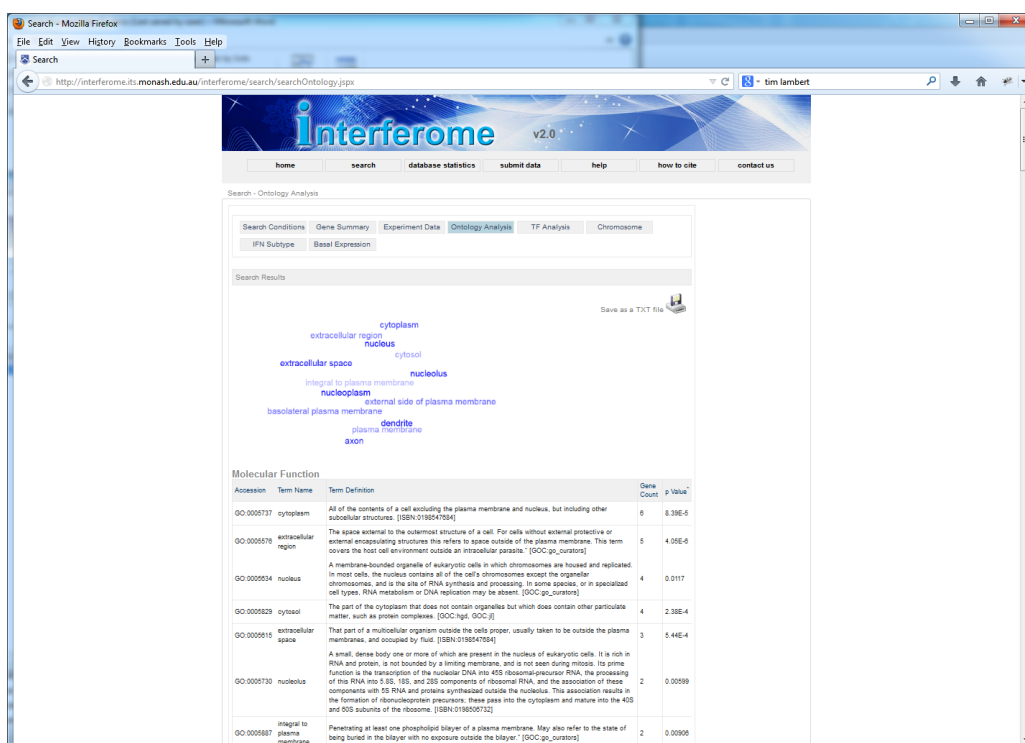 Search - Mozilla Firefox
File Edit View History Bookmarks Tools Help
Search
http://interferome.its.monash.edu.au/interferome/search/searchOntology.jspx
tim lambert
interferome v2.0
home search database statistics submit data help how to cite contact us
Search - Ontology Analysis
Search Conditions Gene Summary Experiment Data Ontology Analysis TF Analysis Chromosome
IFN Subtype Basal Expression
Search Results
Save as a TXT file
cytoplasm
extracellular region
nucleus
cytosol
extracellular space
nucleolus
integral to plasma membrane
nucleoplasm
external side of plasma membrane
basolateral plasma membrane
dendrite
plasma membrane
axon
Molecular Function
Accession Term Name Term Definition Gene Count p Value
GO:0005737 cytoplasm All of the contents of a cell excluding the plasma membrane and nucleus, but including other
subcellular structures. [ISBN:0198547684] 6 8.39E-5
GO:0005576 extracellular region The space external to the outermost structure of a cell. For cells without external protective or
external encapsulating structures this refers to space outside of the plasma membrane. This term
covers the host cell environment outside an intracellular parasite." [GOC:go_curators] 5 4.05E-6
GO:0005634 nucleus A membrane-bounded organelle of eukaryotic cells in which chromosomes are housed and replicated.
In most cells, the nucleus contains all of the cell's chromosomes except the organellar
chromosomes, and is the site of RNA synthesis and processing. In some species, or in specialized
cell types, RNA metabolism or DNA replication may be absent. [GOC:go_curators] 4 0.0117
GO:0005829 cytosol The part of the cytoplasm that does not contain organelles but which does contain other particulate
matter, such as protein complexes. [GOC:hgd, GOC:jl] 4 2.38E-4
GO:0005615 extracellular space That part of a multicellular organism outside the cells proper, usually taken to be outside the plasma
membranes, and occupied by fluid. [ISBN:0198547684] 3 5.44E-4
GO:0005730 nucleolus A small, dense body one or more of which are present in the nucleus of eukaryotic cells. It is rich in
RNA and protein, is not bounded by a limiting membrane, and is not seen during mitosis. Its prime
function is the transcription of the nucleolar DNA into 45S ribosomal-precursor RNA, the processing
of this RNA into 5.8S, 18S, and 28S components of ribosomal RNA, and the association of these
components with 5S RNA and proteins synthesized outside the nucleolus. This association results in
the formation of ribonucleoprotein precursors; these pass into the cytoplasm and mature into the 40S
and 60S subunits of the ribosome. [ISBN:0198506732] 2 0.00599
GO:0005887 integral to plasma membrane Penetrating at least one phospholipid bilayer of a plasma membrane. May also refer to the state of
being buried in the bilayer with no exposure outside the bilayer." [GOC:go_curators] 2 0.00906